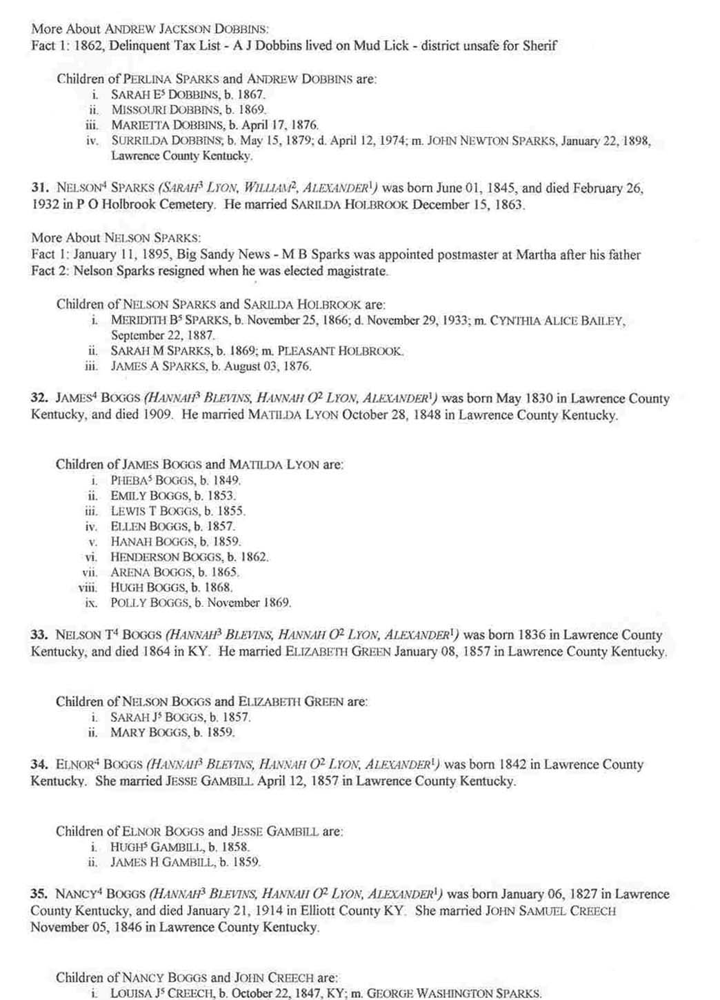 More About ANDREW JACKSON DOBBINS:
Fact 1: 1862, Delinquent Tax List - A J Dobbins lived on Mud Lick - district unsafe for Sherif
Children of PERLINA SPARKS and ANDREW DOBBINS are:
i. SARAH E⁵ DOBBINS, b. 1867.
ii. MISSOURI DOBBINS, b. 1869.
iii. MARIETTA DOBBINS, b. April 17, 1876.
iv. SURRILDA DOBBINS, b. May 15, 1879; d. April 12, 1974; m. JOHN NEWTON SPARKS, January 22, 1898,
Lawrence County Kentucky.
31. NELSON⁴ SPARKS (SARAH³ LYON, WILLIAM², ALEXANDER¹) was born June 01, 1845, and died February 26,
1932 in P O Holbrook Cemetery. He married SARILDA HOLBROOK December 15, 1863.
More About NELSON SPARKS:
Fact 1: January 11, 1895, Big Sandy News - M B Sparks was appointed postmaster at Martha after his father
Fact 2: Nelson Sparks resigned when he was elected magistrate.
Children of NELSON SPARKS and SARILDA HOLBROOK are:
i. MERIDITH B⁵ SPARKS, b. November 25, 1866; d. November 29, 1933; m. CYNTHIA ALICE BAILEY,
September 22, 1887.
ii. SARAH M SPARKS, b. 1869; m. PLEASANT HOLBROOK.
iii. JAMES A SPARKS, b. August 03, 1876.
32. JAMES⁴ BOGGS (HANNAH³ BLEVINS, HANNAH O² LYON, ALEXANDER¹) was born May 1830 in Lawrence County
Kentucky, and died 1909. He married MATILDA LYON October 28, 1848 in Lawrence County Kentucky.
Children of JAMES BOGGS and MATILDA LYON are:
i. PHEBA⁵ BOGGS, b. 1849.
ii. EMILY BOGGS, b. 1853.
iii. LEWIS T BOGGS, b. 1855.
iv. ELLEN BOGGS, b. 1857.
v. HANAH BOGGS, b. 1859.
vi. HENDERSON BOGGS, b. 1862.
vii. ARENA BOGGS, b. 1865.
viii. HUGH BOGGS, b. 1868.
ix. POLLY BOGGS, b. November 1869.
33. NELSON T⁴ BOGGS (HANNAH³ BLEVINS, HANNAH O² LYON, ALEXANDER¹) was born 1836 in Lawrence County
Kentucky, and died 1864 in KY. He married ELIZABETH GREEN January 08, 1857 in Lawrence County Kentucky.
Children of NELSON BOGGS and ELIZABETH GREEN are:
i. SARAH J⁵ BOGGS, b. 1857.
ii. MARY BOGGS, b. 1859.
34. ELNOR⁴ BOGGS (HANNAH³ BLEVINS, HANNAH O² LYON, ALEXANDER¹) was born 1842 in Lawrence County
Kentucky. She married JESSE GAMBILL April 12, 1857 in Lawrence County Kentucky.
Children of ELNOR BOGGS and JESSE GAMBILL are:
i. HUGH⁵ GAMBILL, b. 1858.
ii. JAMES H GAMBILL, b. 1859.
35. NANCY⁴ BOGGS (HANNAH³ BLEVINS, HANNAH O² LYON, ALEXANDER¹) was born January 06, 1827 in Lawrence
County Kentucky, and died January 21, 1914 in Elliott County KY. She married JOHN SAMUEL CREECH
November 05, 1846 in Lawrence County Kentucky.
Children of NANCY BOGGS and JOHN CREECH are:
i. LOUISA J⁵ CREECH, b. October 22, 1847, KY; m. GEORGE WASHINGTON SPARKS.